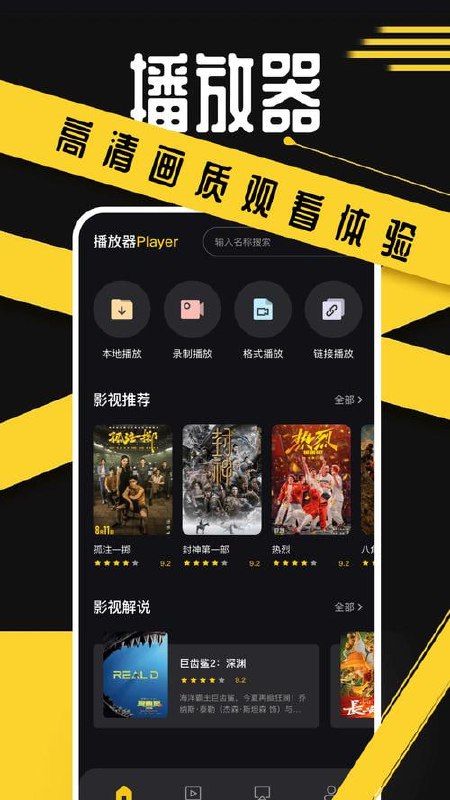 播放器
高清画质观看体验
播放器Player
输入名称搜索
本地播放
录制播放
格式播放
链接播放
影视推荐
全部
孤注一掷
8月11日
封神
热烈
孤注一掷
9.2
封神第一部
9.2
热烈
9.2
八角
影视解说
全部
REAL D
巨齿鲨2：深渊
9.2
海洋霸主巨齿鲨，今夏再掀狂澜！乔
纳斯·泰勒（杰森·斯坦森 饰）与...
長